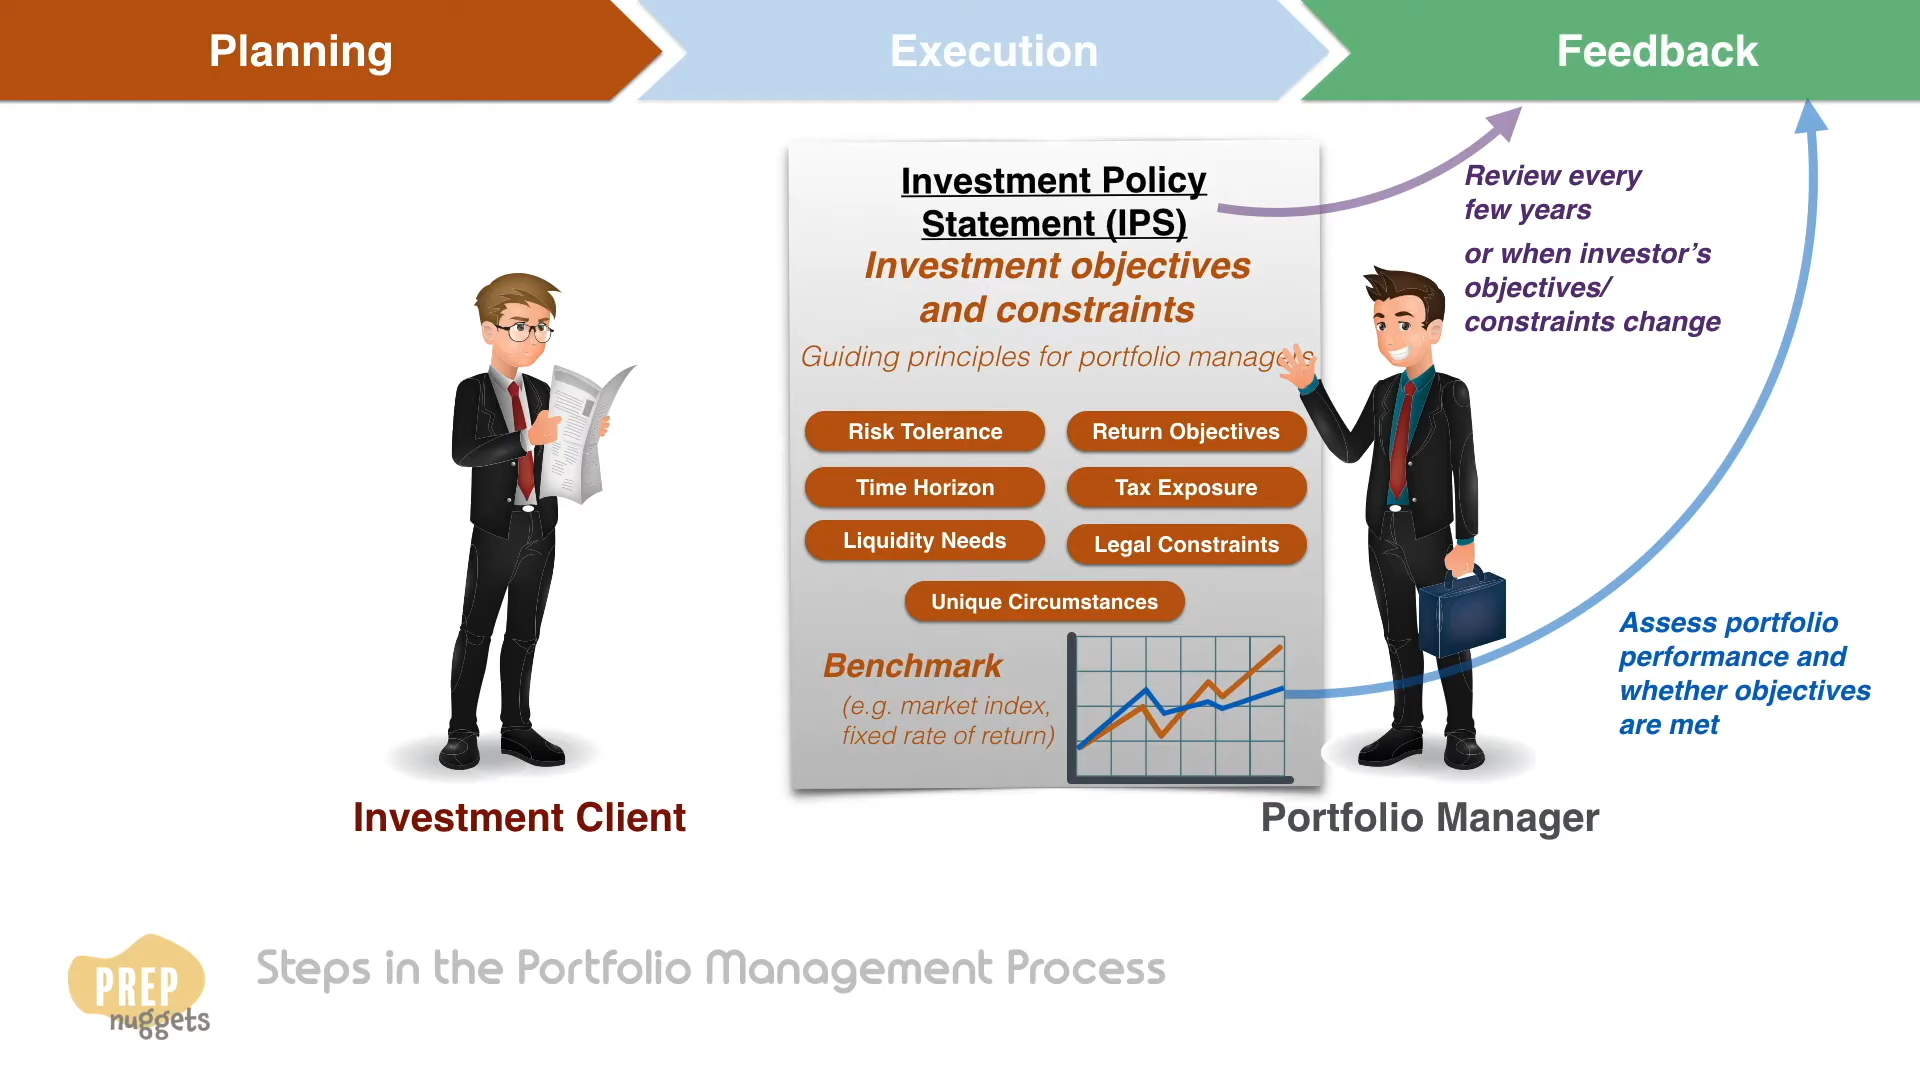 Planning
Execution
Feedback
Investment Policy
Statement (IPS)
Investment objectives
and constraints
Guiding principles for portfolio managers
Risk Tolerance
Return Objectives
Time Horizon
Tax Exposure
Liquidity Needs
Legal Constraints
Unique Circumstances
Benchmark
(e.g. market index,
fixed rate of return)
Review every
few years
or when investor’s
objectives/
constraints change
Assess portfolio
performance and
whether objectives
are met
Investment Client
Portfolio Manager
PREP
nuggets
Steps in the Portfolio Management Process